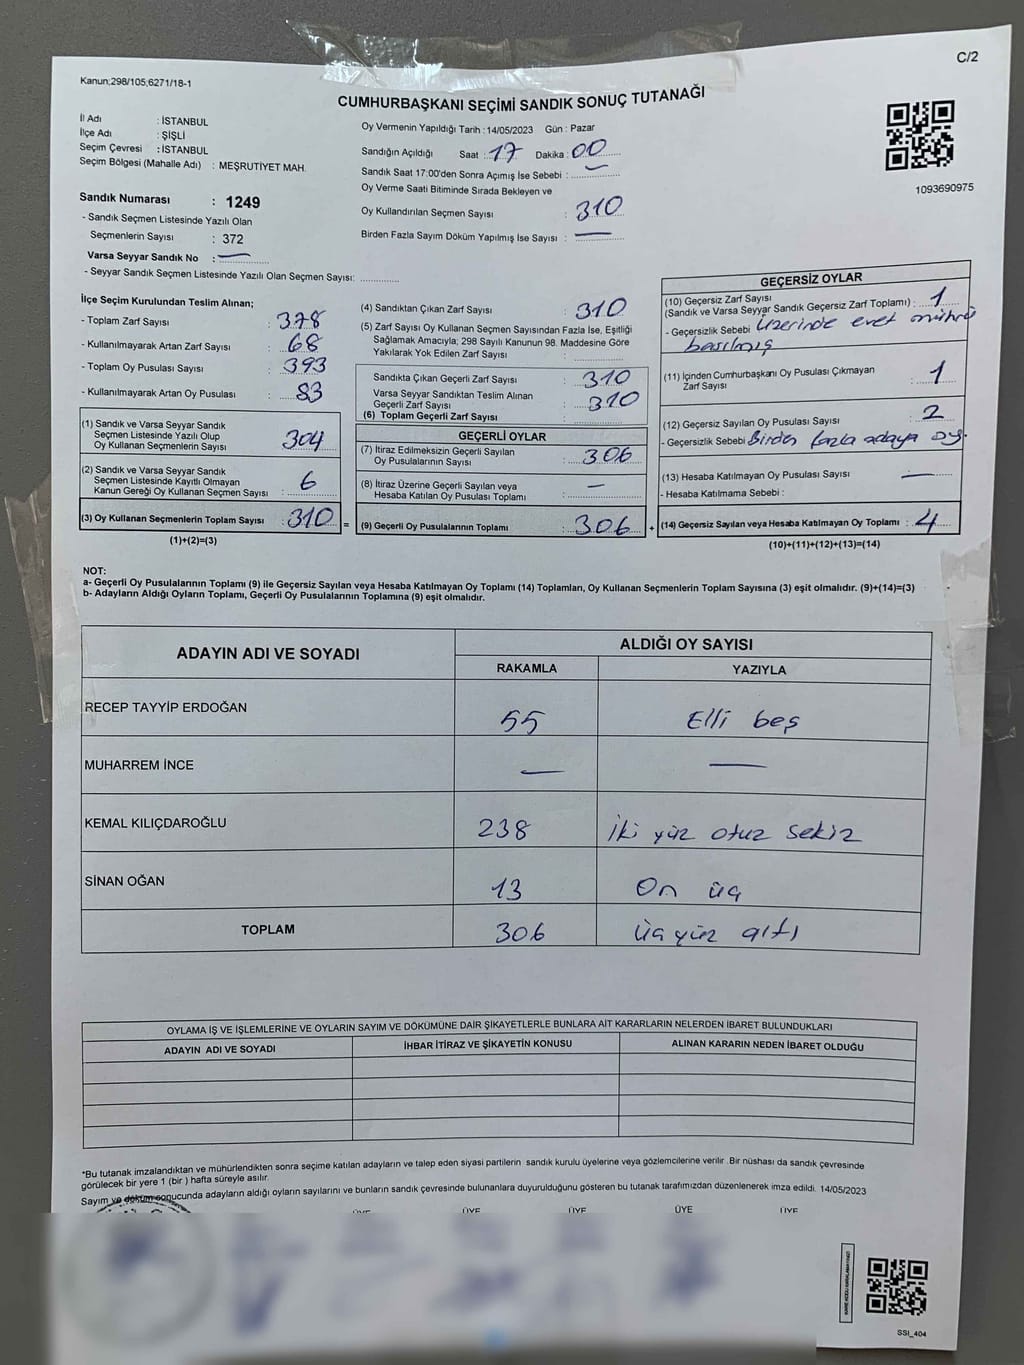 C/2
Kanun;298/105;6271/18-1
CUMHURBAŞKANI SEÇİMİ SANDIK SONUÇ TUTANAĞI
İl Adı : İSTANBUL
İlçe Adı : ŞİŞLİ
Seçim Çevresi : İSTANBUL
Seçim Bölgesi (Mahalle Adı) : MEŞRUTİYET MAH.
Sandık Numarası : 1249
- Sandık Seçmen Listesinde Yazılı Olan
Seçmenlerin Sayısı : 372
Varsa Seyyar Sandık No : —
- Seyyar Sandık Seçmen Listesinde Yazılı Olan Seçmen Sayısı: ............
Oy Vermenin Yapıldığı Tarih : 14/05/2023 Gün : Pazar
Sandığın Açıldığı Saat : 17 Dakika : 00
Sandık Saat 17:00'den Sonra Açımış İse Sebebi : —
Oy Verme Saati Bitiminde Sırada Bekleyen ve
Oy Kullandırılan Seçmen Sayısı : 310
Birden Fazla Sayım Döküm Yapılmış İse Sayısı : —
1093690975
İlçe Seçim Kurulundan Teslim Alınan;
- Toplam Zarf Sayısı : 378
- Kullanılmayarak Artan Zarf Sayısı : 68
- Toplam Oy Pusulası Sayısı : 393
- Kullanılmayarak Artan Oy Pusulası : 83
(1) Sandık ve Varsa Seyyar Sandık
Seçmen Listesinde Yazılı Olup
Oy Kullanan Seçmenlerin Sayısı : 304
(2) Sandık ve Varsa Seyyar Sandık
Seçmen Listesinde Kayıtlı Olmayan
Kanun Gereği Oy Kullanan Seçmen Sayısı : 6
(3) Oy Kullanan Seçmenlerin Toplam Sayısı : 310 =
(1)+(2)=(3)
(4) Sandıktan Çıkan Zarf Sayısı : 310
(5) Zarf Sayısı Oy Kullanan Seçmen Sayısından Fazla İse, Eşitliği
Sağlamak Amacıyla; 298 Sayılı Kanunun 98. Maddesine Göre
Yakılarak Yok Edilen Zarf Sayısı : ............
Sandıkta Çıkan Geçerli Zarf Sayısı : 310
Varsa Seyyar Sandıktan Teslim Alınan
Geçerli Zarf Sayısı : 310
(6) Toplam Geçerli Zarf Sayısı
GEÇERLİ OYLAR
(7) İtiraz Edilmeksizin Geçerli Sayılan
Oy Pusulalarının Sayısı : 306
(8) İtiraz Üzerine Geçerli Sayılan veya
Hesaba Katılan Oy Pusulası Toplamı : —
(9) Geçerli Oy Pusulalarının Toplamı : 306 +
GEÇERSİZ OYLAR
(10) Geçersiz Zarf Sayısı
(Sandık ve Varsa Seyyar Sandık Geçersiz Zarf Toplamı) : 1
- Geçersizlik Sebebi Üzerinde evet mührü
basılmış
(11) İçinden Cumhurbaşkanı Oy Pusulası Çıkmayan
Zarf Sayısı : 1
(12) Geçersiz Sayılan Oy Pusulası Sayısı : 2
- Geçersizlik Sebebi Birden fazla adaya oy.
(13) Hesaba Katılmayan Oy Pusulası Sayısı : —
- Hesaba Katılmama Sebebi :
(14) Geçersiz Sayılan veya Hesaba Katılmayan Oy Toplamı : 4
(10)+(11)+(12)+(13)=(14)
NOT:
a- Geçerli Oy Pusulalarının Toplamı (9) ile Geçersiz Sayılan veya Hesaba Katılmayan Oy Toplamı (14) Toplamları, Oy Kullanan Seçmenlerin Toplam Sayısına (3) eşit olmalıdır. (9)+(14)=(3)
b- Adayların Aldığı Oyların Toplamı, Geçerli Oy Pusulalarının Toplamına (9) eşit olmalıdır.
ADAYIN ADI VE SOYADI ALDIĞI OY SAYISI
RAKAMLA YAZIYLA
RECEP TAYYİP ERDOĞAN 55 Elli beş
MUHARREM İNCE — —
KEMAL KILIÇDAROĞLU 238 İki yüz otuz sekiz
SİNAN OĞAN 13 On üç
TOPLAM 306 Üç yüz altı
OYLAMA İŞ VE İŞLEMLERİNE VE OYLARIN SAYIM VE DÖKÜMÜNE DAİR ŞİKAYETLERLE BUNLARA AİT KARARLARIN NELERDEN İBARET BULUNDUKLARI
ADAYIN ADI VE SOYADI İHBAR İTİRAZ VE ŞİKAYETİN KONUSU ALINAN KARARIN NEDEN İBARET OLDUĞU
*Bu tutanak imzalandıktan ve mühürlendikten sonra seçime katılan adayların ve talep eden siyasi partilerin sandık kurulu üyelerine veya gözlemcilerine verilir. Bir nüshası da sandık çevresinde
görülecek bir yere 1 (bir ) hafta süreyle asılır.
Sayım ve döküm sonucunda adayların aldığı oyların sayılarını ve bunların sandık çevresinde bulunanlara duyurulduğunu gösteren bu tutanak tarafımızdan düzenlenerek imza edildi. 14/05/2023
ÜYE ÜYE ÜYE ÜYE ÜYE
SSI_404